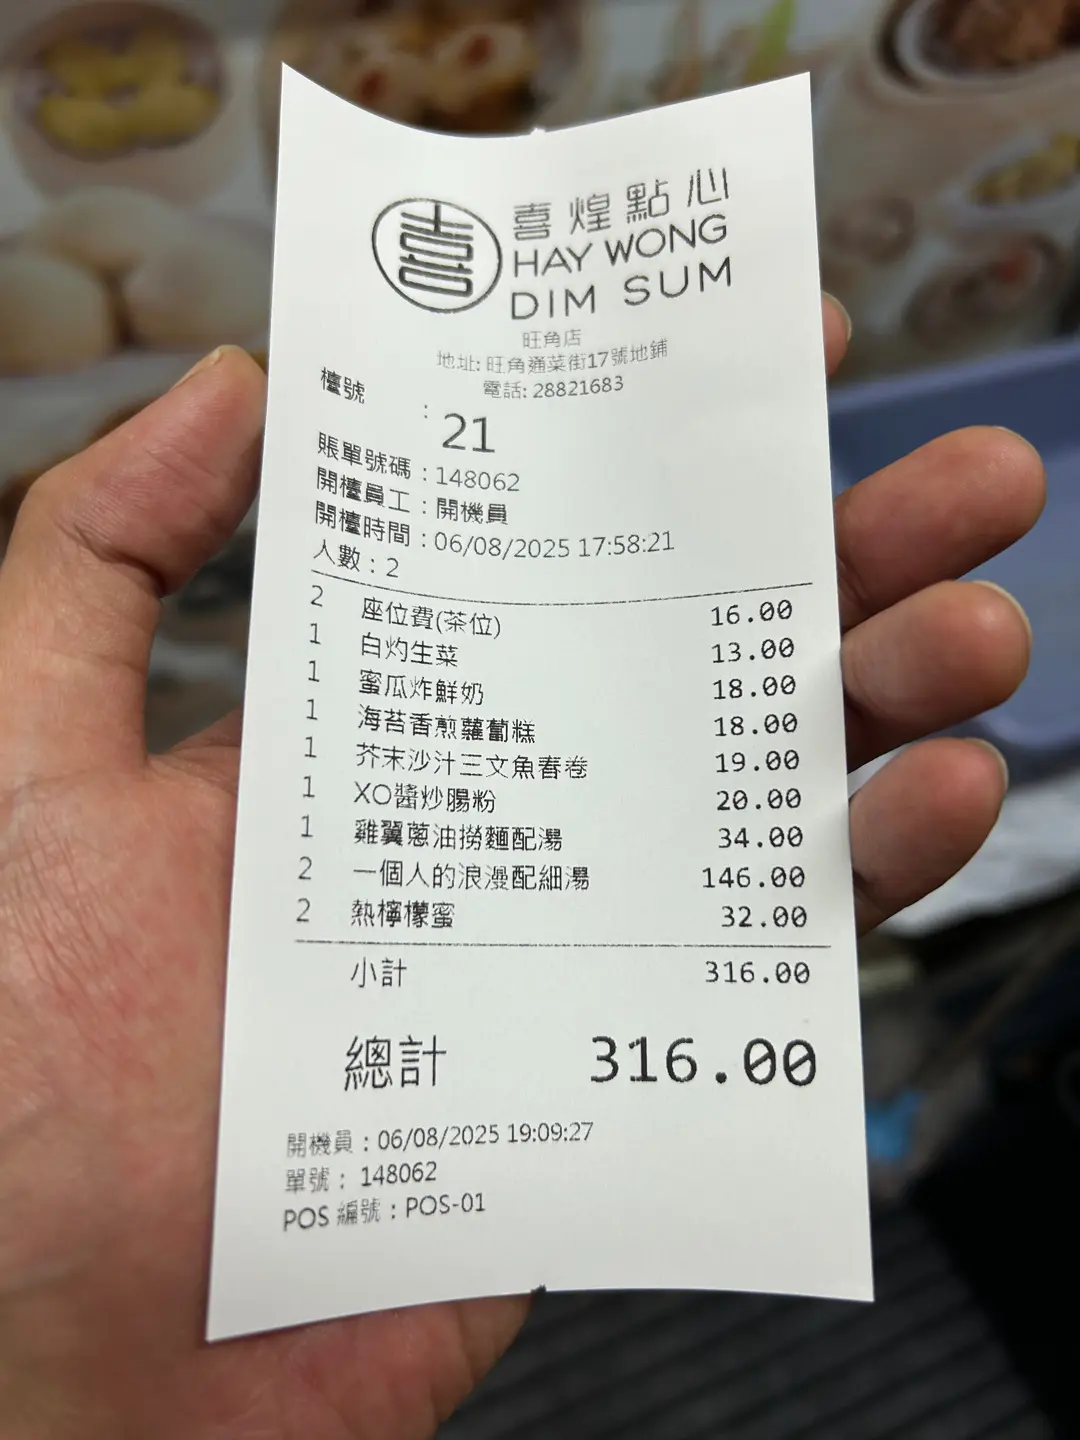 喜
喜煌點心
HAY WONG
DIM SUM
旺角店
地址: 旺角通菜街17號地鋪
電話: 28821683
檯號 : 21
賬單號碼 : 148062
開檯員工 : 開機員
開檯時間 : 06/08/2025 17:58:21
人數 : 2
2 座位費(茶位) 16.00
1 白灼生菜 13.00
1 蜜瓜炸鮮奶 18.00
1 海苔香煎蘿蔔糕 18.00
1 芥末沙汁三文魚春卷 19.00
1 XO醬炒腸粉 20.00
1 雞翼蔥油撈麵配湯 34.00
2 一個人的浪漫配細湯 146.00
2 熱檸檬蜜 32.00
小計 316.00
總計 316.00
開機員 : 06/08/2025 19:09:27
單號 : 148062
POS 編號 : POS-01